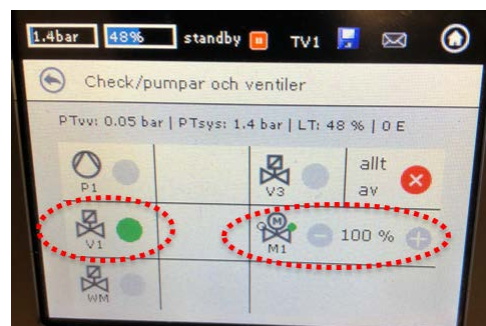 1.4bar 48% standby TV1
Check/pumpar och ventiler
PTvv: 0.05 bar | PTsys: 1.4 bar | LT: 48 % | 0 E
P1
V3
allt
av
V1
M
M1
100 %
WM